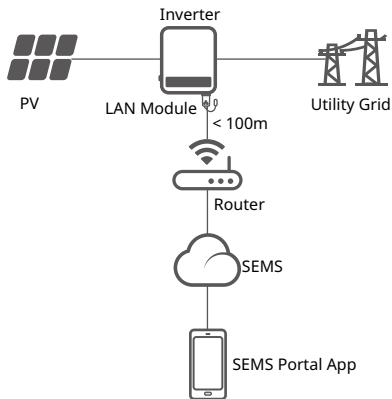 Inverter
PV
LAN Module
Utility Grid
< 100m
Router
SEMS
SEMS Portal App